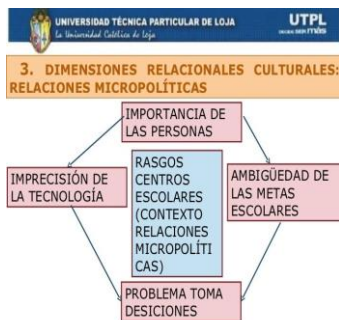 UNIVERSIDAD TÉCNICA PARTICULAR DE LOJA
La Universidad Católica de Loja
UTPL
3. DIMENSIONES RELACIONALES CULTURALES:
RELACIONES MICROPOLÍTICAS
IMPORTANCIA DE
LAS PERSONAS
IMPRECISIÓN DE
LA TECNOLOGÍA
RASGOS
CENTROS
ESCOLARES
(CONTEXTO
RELACIONES
MICROPOLÍTI
CAS)
AMBIGÜEDAD DE
LAS METAS
ESCOLARES
PROBLEMA TOMA
DESICIONES